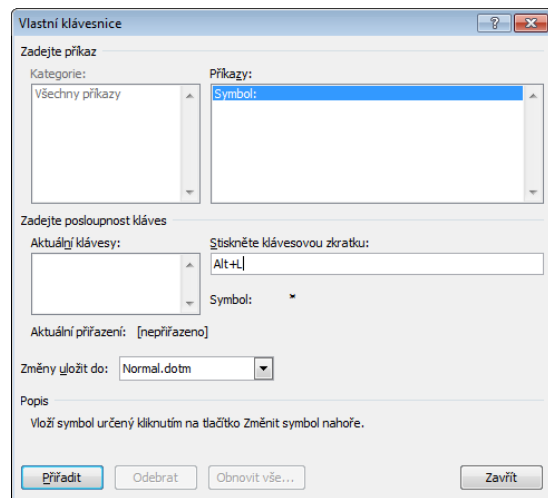 Vlastní klávesnice
Zadejte příkaz
Kategorie: Příkazy:
Všechny příkazy Symbol:
Zadejte posloupnost kláves
Aktuální klávesy: Stiskněte klávesovou zkratku:
Alt+L
Symbol: ˟
Aktuální přiřazení: [nepřiřazeno]
Změny uložit do: Normal.dotm
Popis
Vloží symbol určený kliknutím na tlačítko Změnit symbol nahoře.
Přiřadit Odebrat Obnovit vše... Zavřít